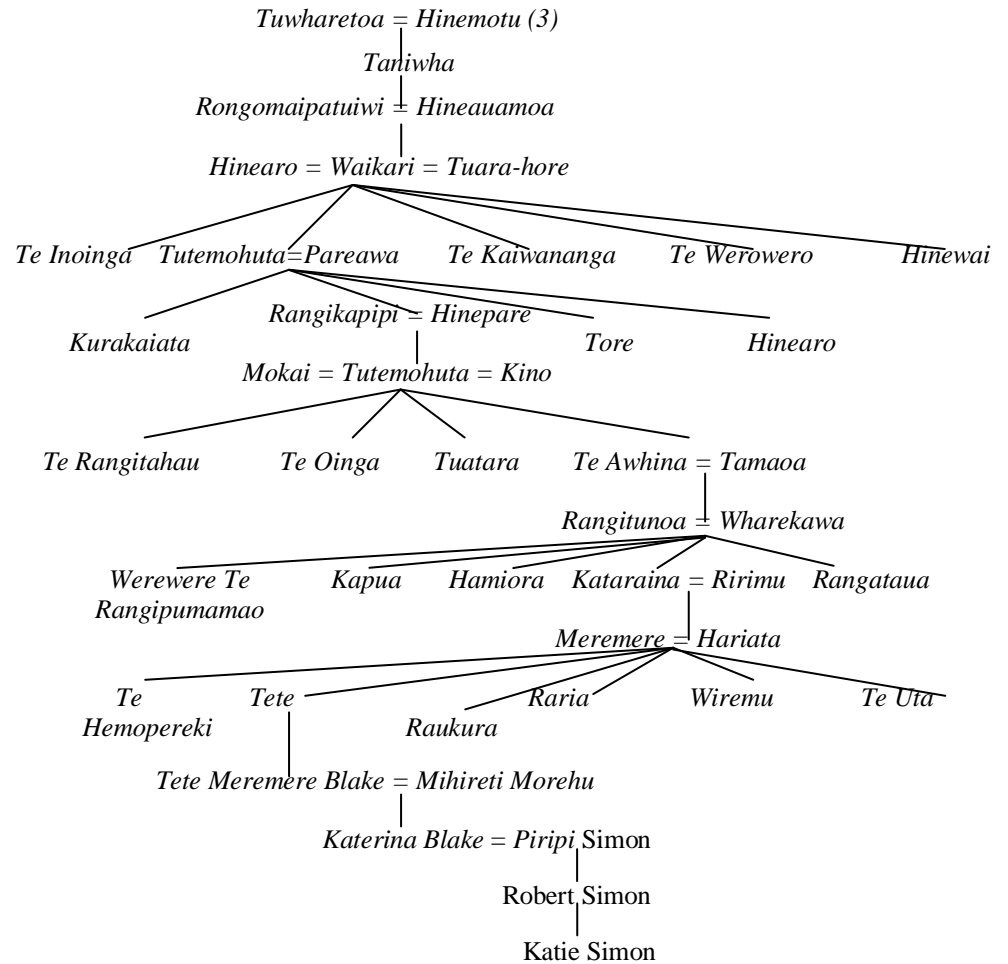 Tuwharetoa = Hinemotu (3)
Taniwha
Rongomaipatuiwi = Hineauamoa
Hinearo = Waikari = Tuara-hore
Te Inoinga Tutemohuta=Pareawa Te Kaiwananga Te Werowero Hinewai
Rangikapipi = Hinepare
Kurakaiata Tore Hinearo
Mokai = Tutemohuta = Kino
Te Rangitahau Te Oinga Tuatara Te Awhina = Tamaoa
Rangitunoa = Wharekawa
Werewere Te Kapua Hamiora Kataraina = Ririmu Rangataua
Rangipumamao
Meremere = Hariata
Te Tete Raria Wiremu Te Uta
Hemopereki Raukura
Tete Meremere Blake = Mihireti Morehu
Katerina Blake = Piripi Simon
Robert Simon
Katie Simon